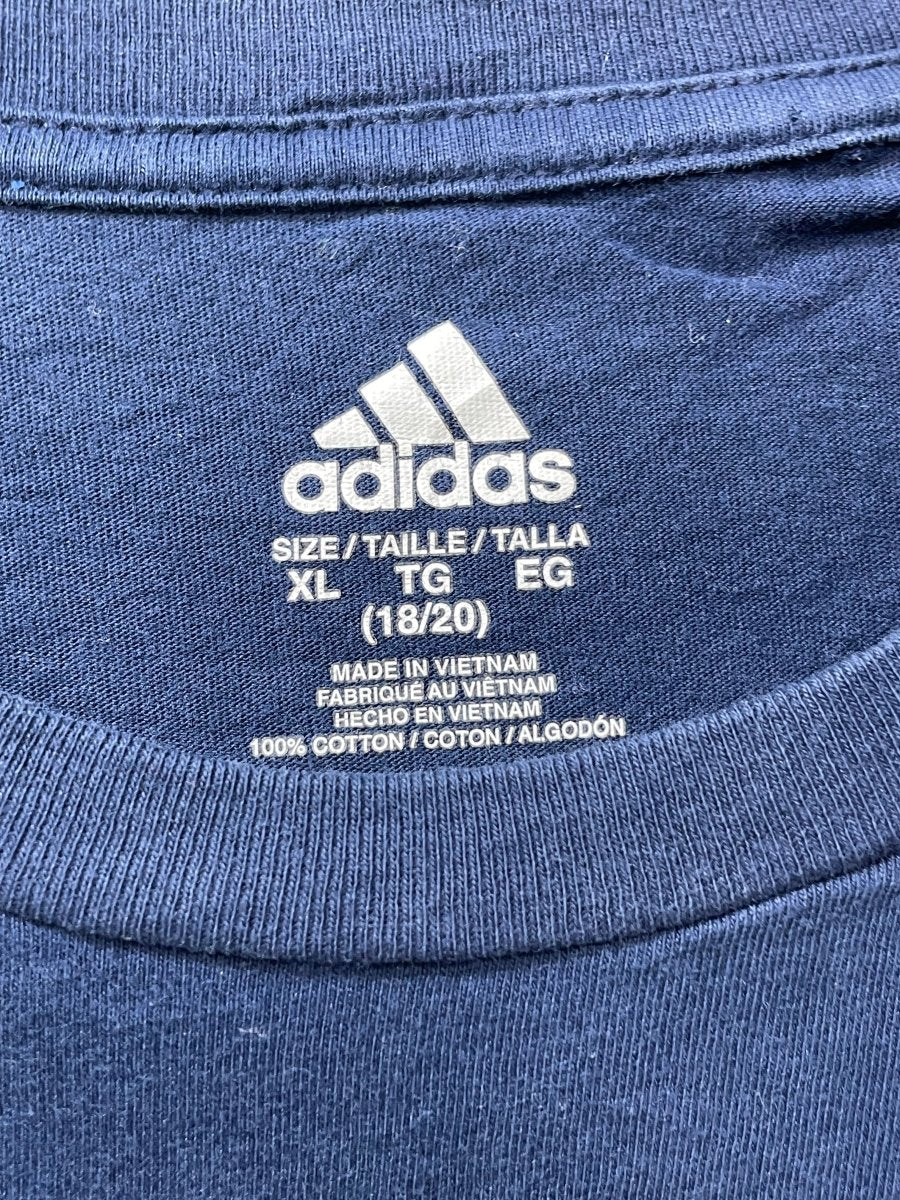 adidas
SIZE / TAILLE / TALLA
XL TG EG
(18/20)
MADE IN VIETNAM
FABRIQUÉ AU VIÊTNAM
HECHO EN VIETNAM
100% COTTON / COTON / ALGODÓN